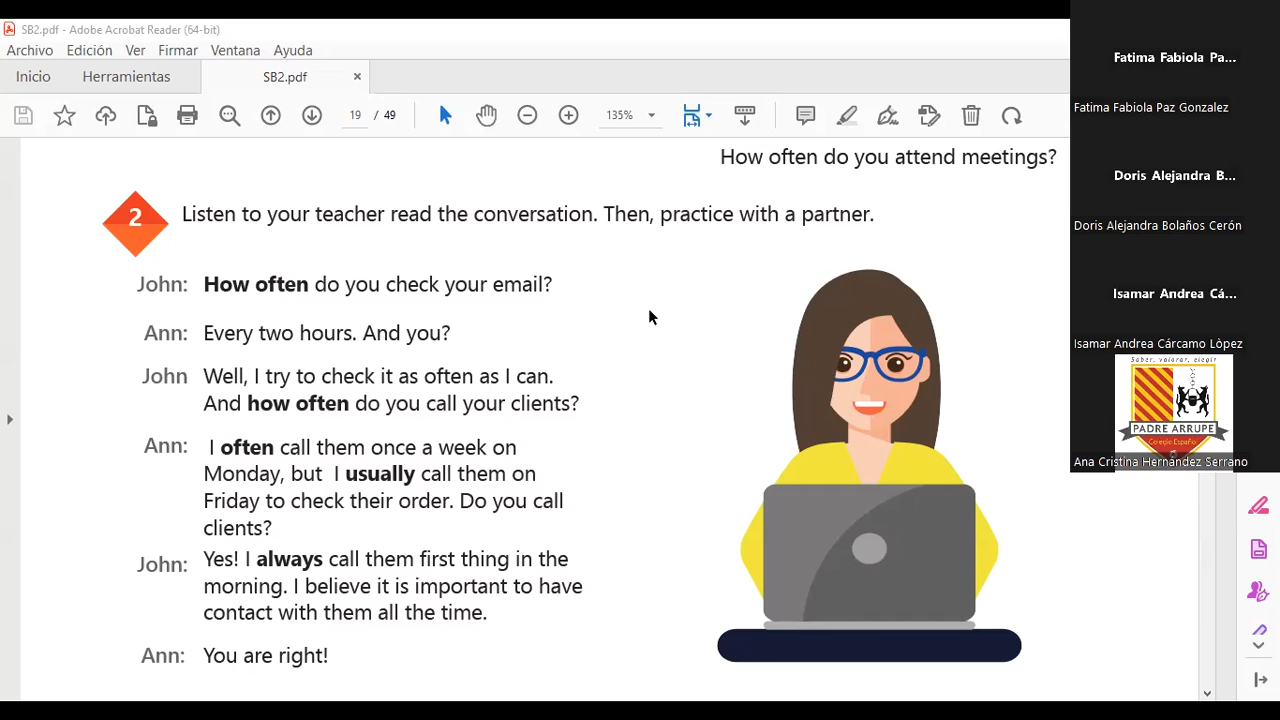 SB2.pdf - Adobe Acrobat Reader (64-bit)
Archivo Edición Ver Firmar Ventana Ayuda
Inicio Herramientas SB2.pdf ×
19 / 49 135%
How often do you attend meetings?
2 Listen to your teacher read the conversation. Then, practice with a partner.
John: How often do you check your email?
Ann: Every two hours. And you?
John Well, I try to check it as often as I can.
And how often do you call your clients?
Ann: I often call them once a week on
Monday, but I usually call them on
Friday to check their order. Do you call
clients?
John: Yes! I always call them first thing in the
morning. I believe it is important to have
contact with them all the time.
Ann: You are right!
Fatima Fabiola Pa...
Fatima Fabiola Paz Gonzalez
Doris Alejandra B...
Doris Alejandra Bolaños Cerón
Isamar Andrea Cá...
Isamar Andrea Cárcamo Lòpez
Saber, valorar, elegir
PADRE ARRUPE
Colegio Español
Ana Cristina Hernández Serrano